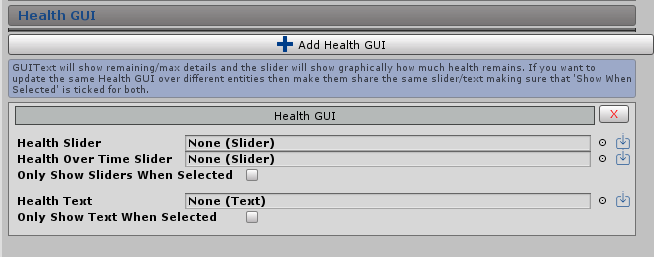 Health GUI
Add Health GUI
GUIText will show remaining/max details and the slider will show graphically how much health remains. If you want to
update the same Health GUI over different entities then make them share the same slider/text making sure that 'Show When
Selected' is ticked for both.
Health GUI
X
Health Slider None (Slider)
Health Over Time Slider None (Slider)
Only Show Sliders When Selected
Health Text None (Text)
Only Show Text When Selected